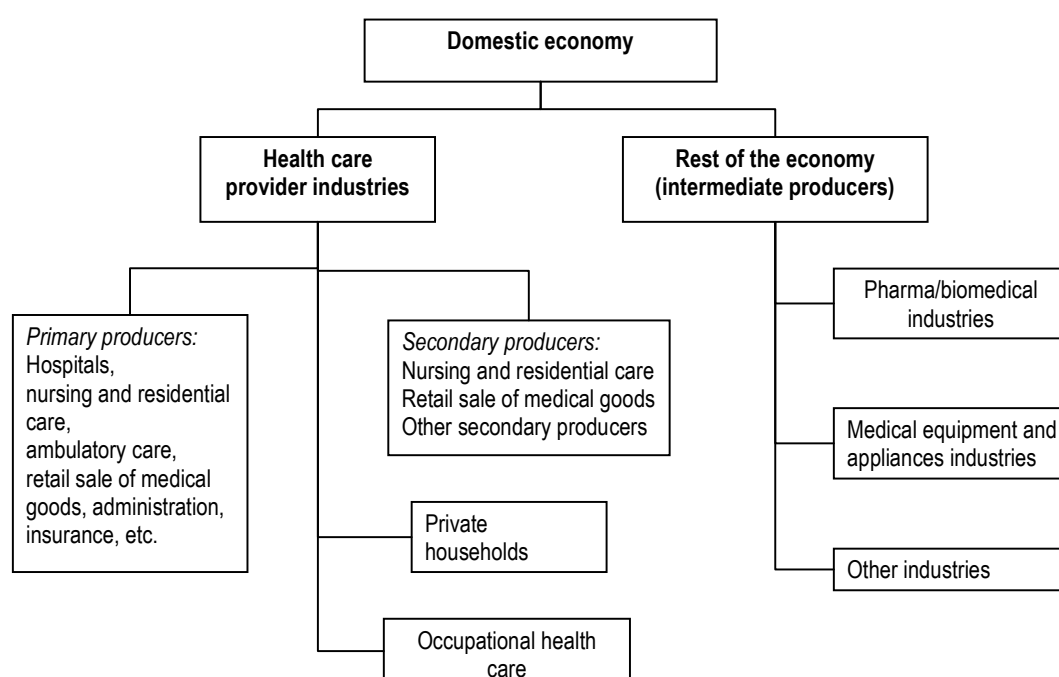 Domestic economy
Health care
provider industries
Rest of the economy
(intermediate producers)
Primary producers:
Hospitals,
nursing and residential
care,
ambulatory care,
retail sale of medical
goods, administration,
insurance, etc.
Secondary producers:
Nursing and residential care
Retail sale of medical goods
Other secondary producers
Private
households
Occupational health
care
Pharma/biomedical
industries
Medical equipment and
appliances industries
Other industries